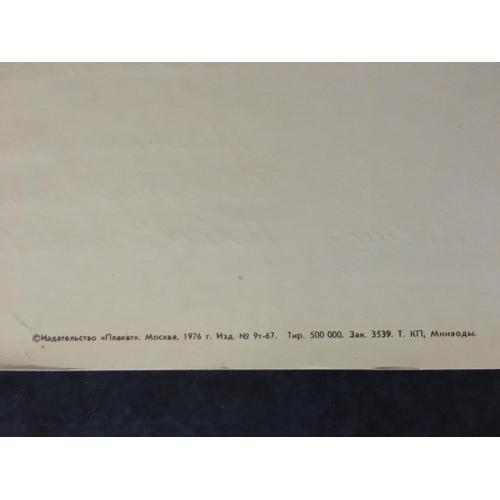 ©Издательство «Плакат». Москва, 1976 г. Изд. № 9т-67. Тир. 500 000. Зак. 3539. Т. КП, Минводы.